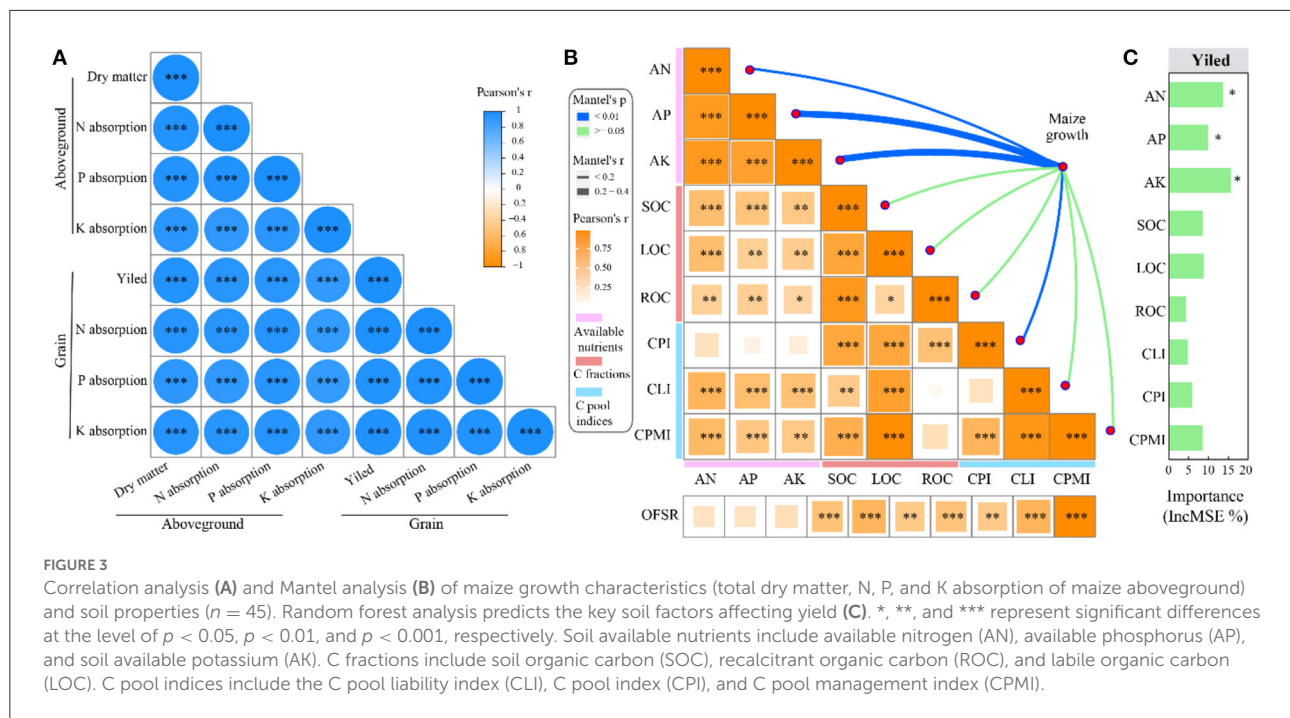 A
Aboveground
Grain
Dry matter
N absorption
P absorption
K absorption
Yiled
N absorption
P absorption
K absorption
***
*** ***
*** *** ***
*** *** *** ***
*** *** *** *** ***
*** *** *** *** *** ***
*** *** *** *** *** *** ***
*** *** *** *** *** *** *** ***
Dry matter
N absorption
P absorption
K absorption
Yiled
N absorption
P absorption
K absorption
Aboveground
Grain
Pearson's r
1
0.8
0.6
0.4
0.2
0
−0.2
−0.4
−0.6
−0.8
−1
B
Mantel's p
< 0.01
>= 0.05
Mantel's r
< 0.2
0.2 − 0.4
Pearson's r
0.75
0.50
0.25
Available
nutrients
C fractions
C pool
indices
Maize
growth
AN ***
AP *** ***
AK *** *** ***
SOC *** *** ** ***
LOC *** ** ** *** ***
ROC ** ** * *** * ***
CPI *** *** *** ***
CLI *** *** *** ** *** ***
CPMI *** *** ** *** *** *** *** ***
AN AP AK SOC LOC ROC CPI CLI CPMI
OFSR *** *** ** *** ** *** ***
C
Yiled
AN *
AP *
AK *
SOC
LOC
ROC
CLI
CPI
CPMI
0 5 10 15 20
Importance
(IncMSE %)
FIGURE 3
Correlation analysis (A) and Mantel analysis (B) of maize growth characteristics (total dry matter, N, P, and K absorption of maize aboveground)
and soil properties (n = 45). Random forest analysis predicts the key soil factors affecting yield (C). *, **, and *** represent significant differences
at the level of p < 0.05, p < 0.01, and p < 0.001, respectively. Soil available nutrients include available nitrogen (AN), available phosphorus (AP),
and soil available potassium (AK). C fractions include soil organic carbon (SOC), recalcitrant organic carbon (ROC), and labile organic carbon
(LOC). C pool indices include the C pool liability index (CLI), C pool index (CPI), and C pool management index (CPMI).